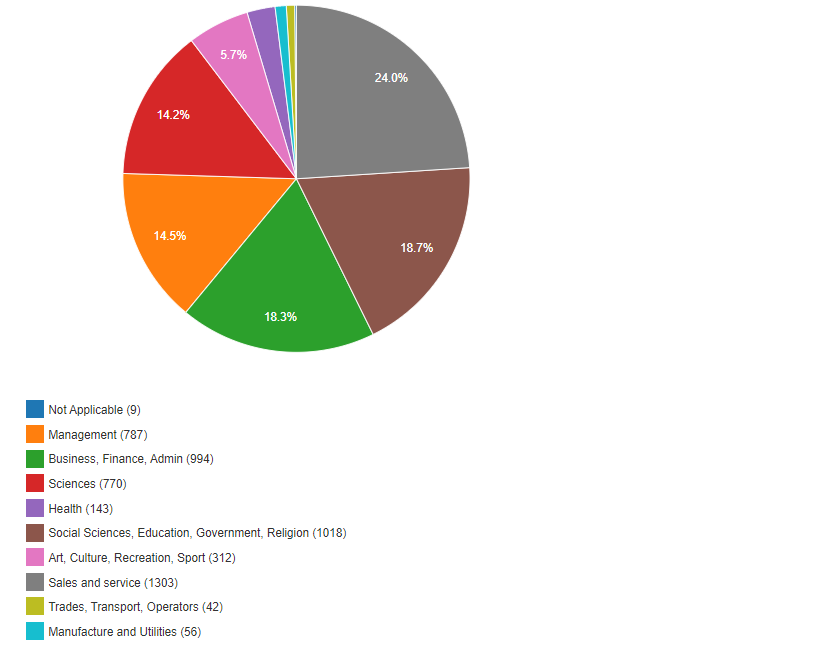 5.7%
24.0%
14.2%
14.5%
18.7%
18.3%
Not Applicable (9)
Management (787)
Business, Finance, Admin (994)
Sciences (770)
Health (143)
Social Sciences, Education, Government, Religion (1018)
Art, Culture, Recreation, Sport (312)
Sales and service (1303)
Trades, Transport, Operators (42)
Manufacture and Utilities (56)